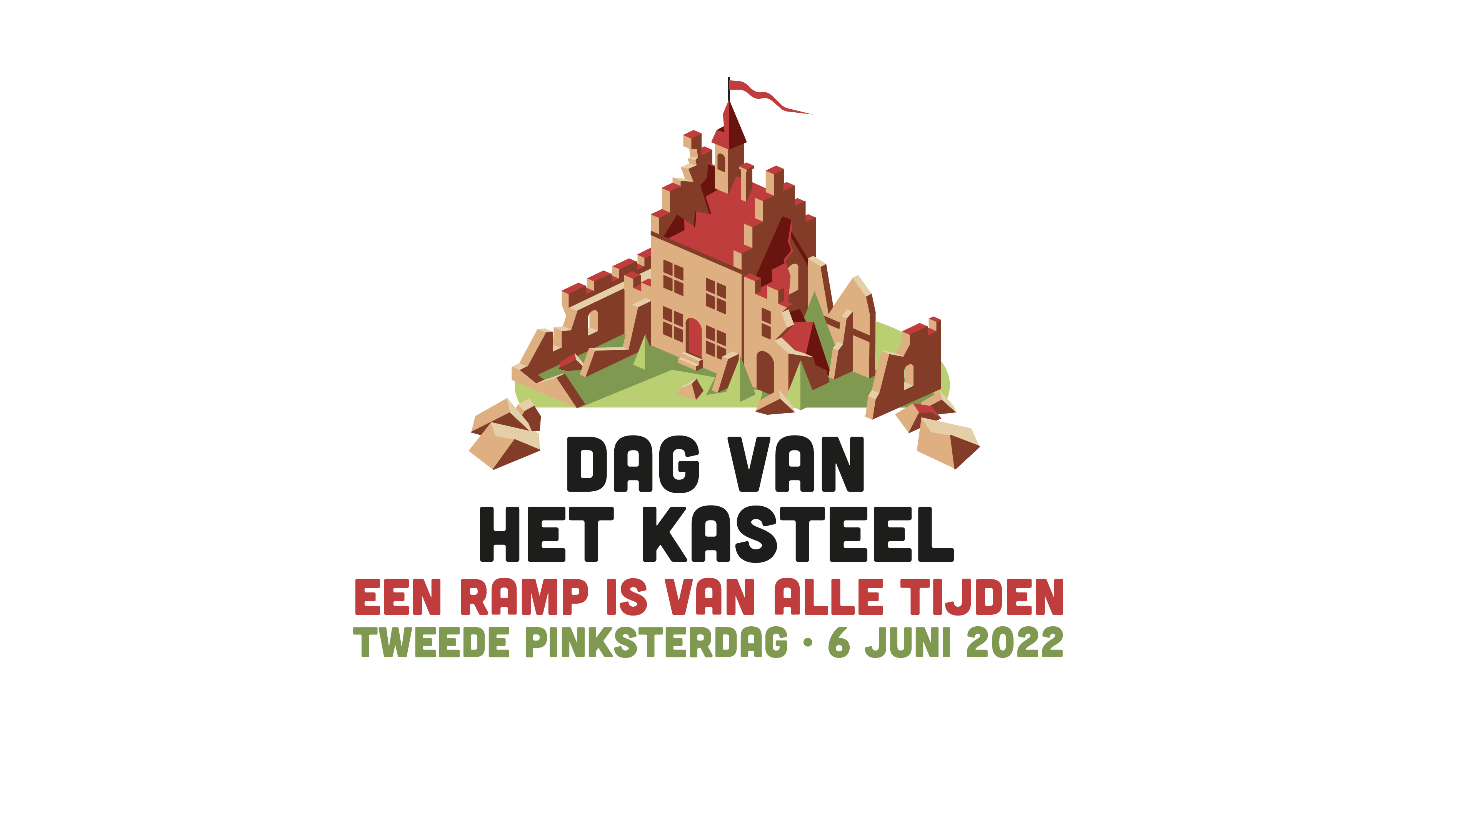 DAG VAN
HET KASTEEL
EEN RAMP IS VAN ALLE TIJDEN
TWEEDE PINKSTERDAG · 6 JUNI 2022